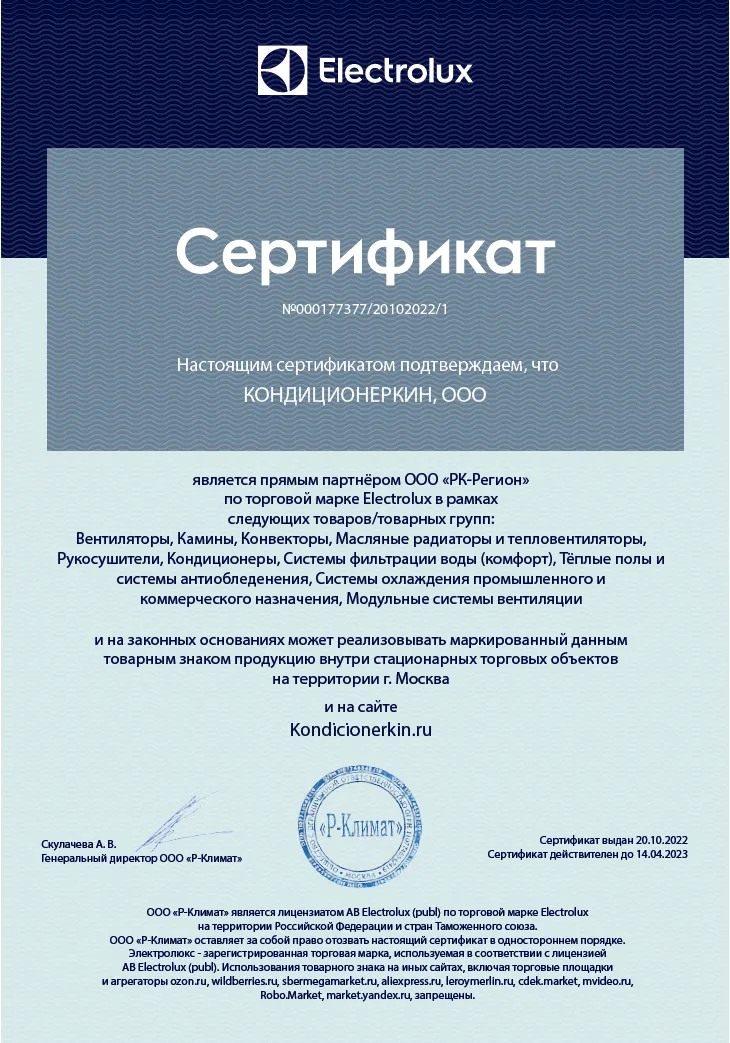 Electrolux
Сертификат
№000177377/20102022/1
Настоящим сертификатом подтверждаем, что
КОНДИЦИОНЕРКИН, ООО
является прямым партнёром ООО «РК-Регион»
по торговой марке Electrolux в рамках
следующих товаров/товарных групп:
Вентиляторы, Камины, Конвекторы, Масляные радиаторы и тепловентиляторы,
Рукосушители, Кондиционеры, Системы фильтрации воды (комфорт), Тёплые полы и
системы антиобледенения, Системы охлаждения промышленного и
коммерческого назначения, Модульные системы вентиляции
и на законных основаниях может реализовывать маркированный данным
товарным знаком продукцию внутри стационарных торговых объектов
на территории г. Москва
и на сайте
Kondicionerkin.ru
«Р-Климат»
МОСКВА
Скулачева А. В.
Генеральный директор ООО «Р-Климат»
Сертификат выдан 20.10.2022
Сертификат действителен до 14.04.2023
ООО «Р-Климат» является лицензиатом AB Electrolux (publ) по торговой марке Electrolux
на территории Российской Федерации и стран Таможенного союза.
ООО «Р-Климат» оставляет за собой право отозвать настоящий сертификат в одностороннем порядке.
Электролюкс - зарегистрированная торговая марка, используемая в соответствии с лицензией
AB Electrolux (publ). Использования товарного знака на иных сайтах, включая торговые площадки
и агрегаторы ozon.ru, wildberries.ru, sbermegamarket.ru, aliexpress.ru, leroymerlin.ru, cdek.market, mvideo.ru,
Robo.Market, market.yandex.ru, запрещены.